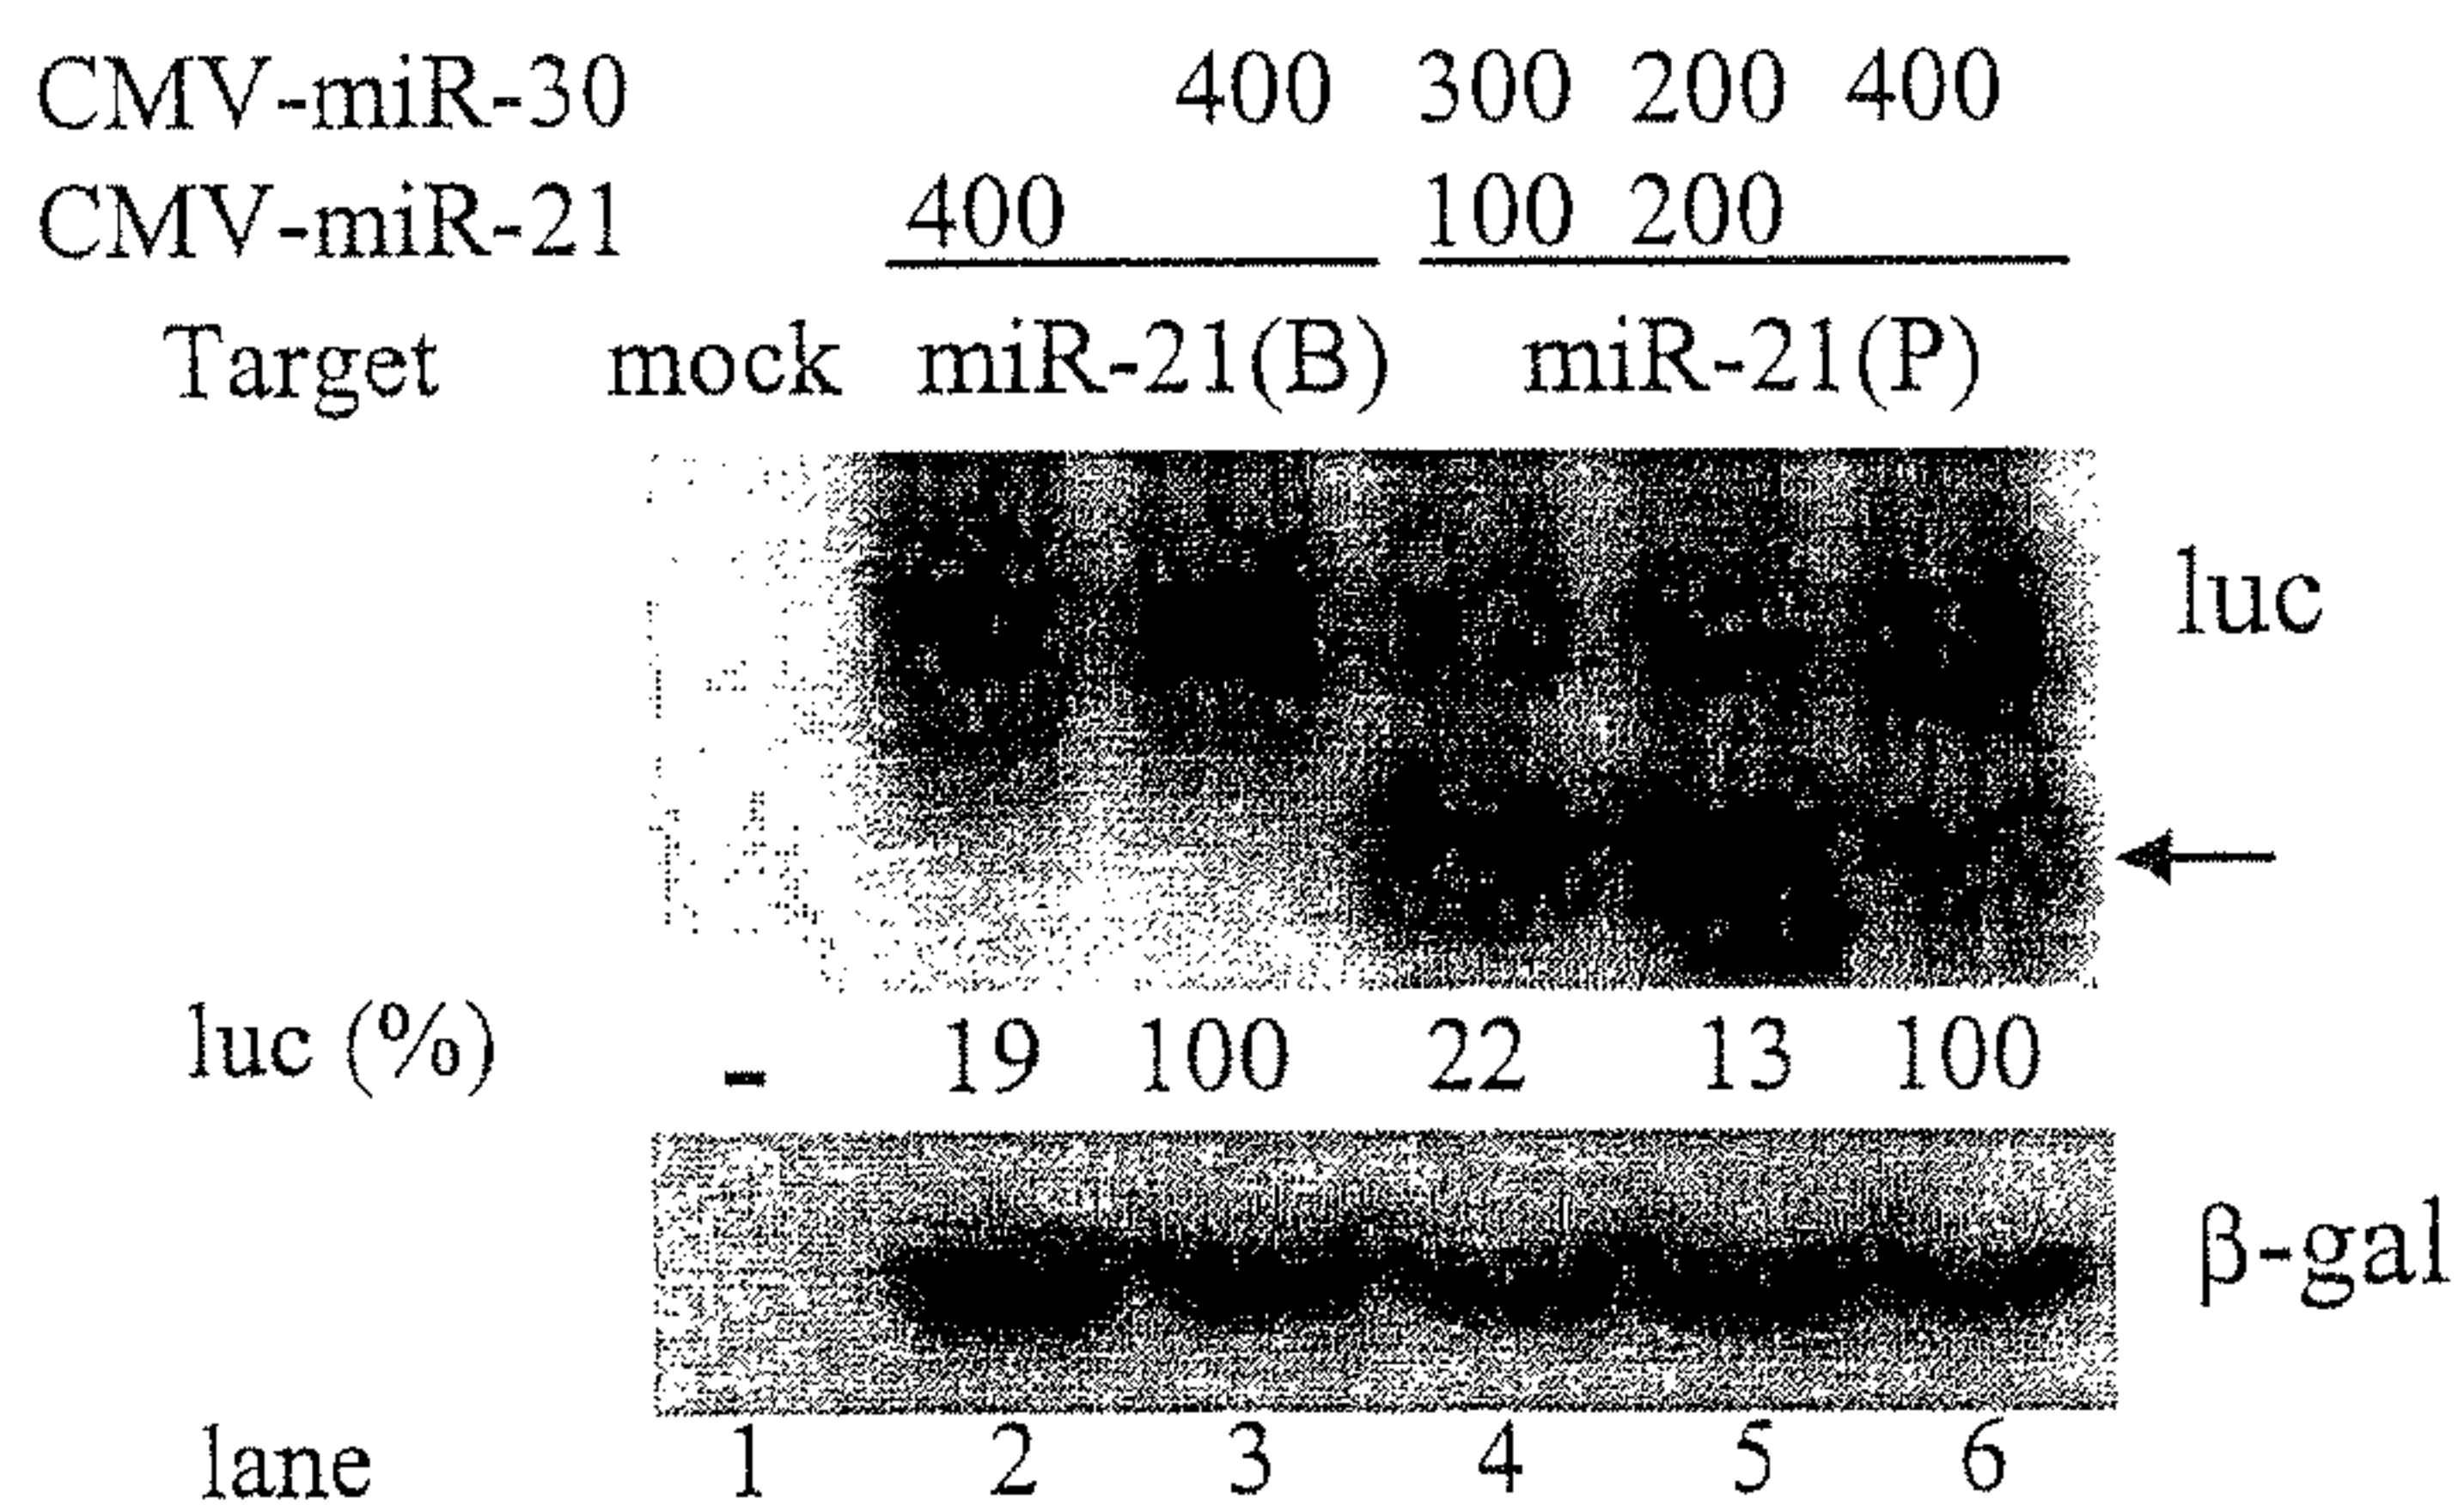 CMV-miR-30 400 300 200 400
CMV-miR-21 400 100 200
Target mock miR-21(B) miR-21(P)
luc
luc (%) - 19 100 22 13 100
β-gal
lane 1 2 3 4 5 6